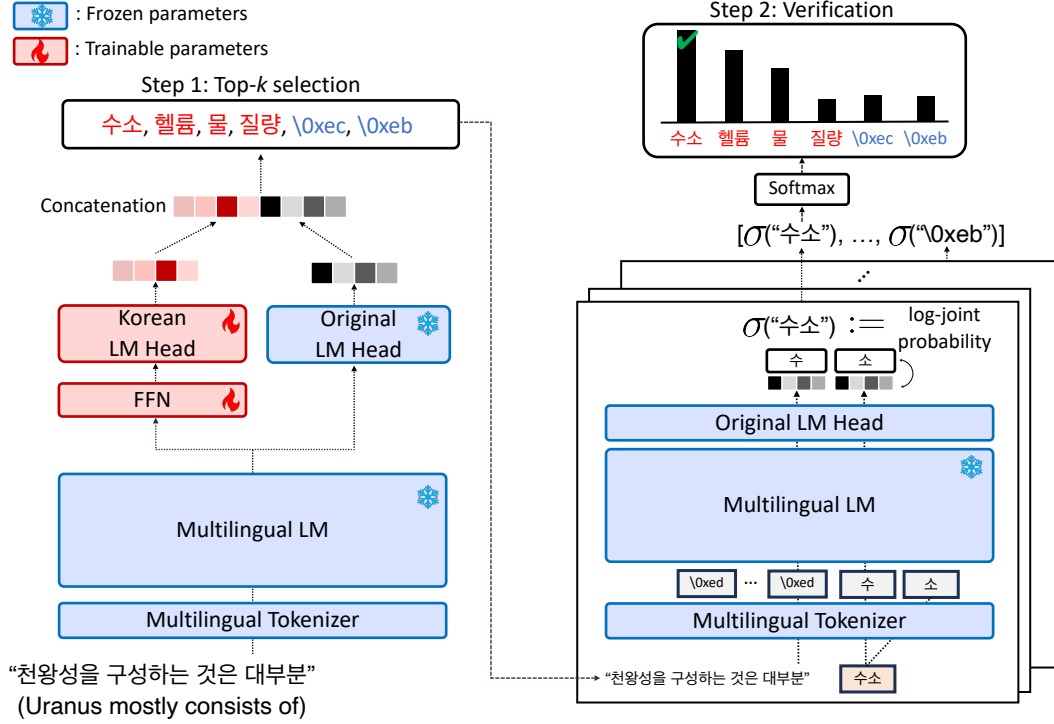 : Frozen parameters
: Trainable parameters
Step 1: Top-k selection
수소, 헬륨, 물, 질량, \0xec, \0xeb
Concatenation
Korean
LM Head
Original
LM Head
FFN
Multilingual LM
Multilingual Tokenizer
“천왕성을 구성하는 것은 대부분”
(Uranus mostly consists of)
Step 2: Verification
수소 헬륨 물 질량 \0xec \0xeb
Softmax
[σ(“수소”), …, σ(“\0xeb”)]
⋰
σ(“수소”) := log-joint
probability
수 소
Original LM Head
Multilingual LM
\0xed ... \0xed 수 소
Multilingual Tokenizer
“천왕성을 구성하는 것은 대부분” 수소